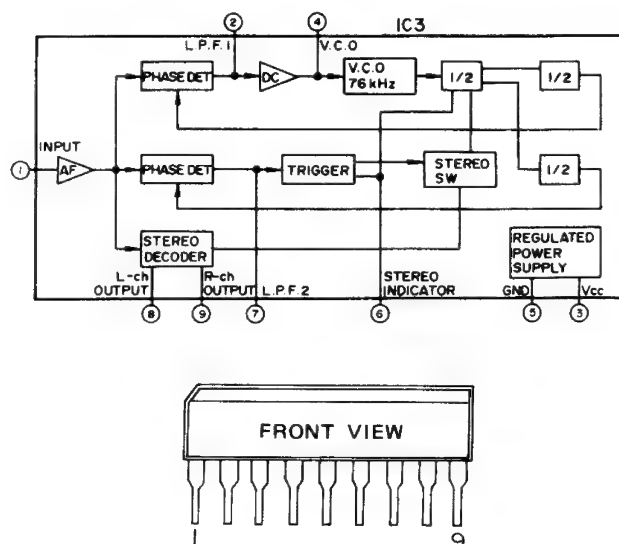 ② ④ IC3
L.P.F.1 V.C.O
PHASE DET DC V.C.O 1/2 1/2
76kHz
INPUT
① AF PHASE DET TRIGGER STEREO 1/2
SW
STEREO
DECODER
REGULATED
POWER
SUPPLY
L-ch R-ch STEREO
OUTPUT OUTPUT L.P.F.2 INDICATOR GND Vcc
⑧ ⑨ ⑦ ⑥ ⑤ ③
FRONT VIEW
1 9